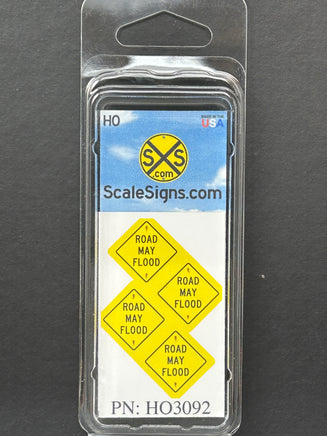 HO
MADE IN THE
USA
SXS
.com
ScaleSigns.com
ROAD
MAY
FLOOD
ROAD
MAY
FLOOD
ROAD
MAY
FLOOD
ROAD
MAY
FLOOD
PN: HO3092